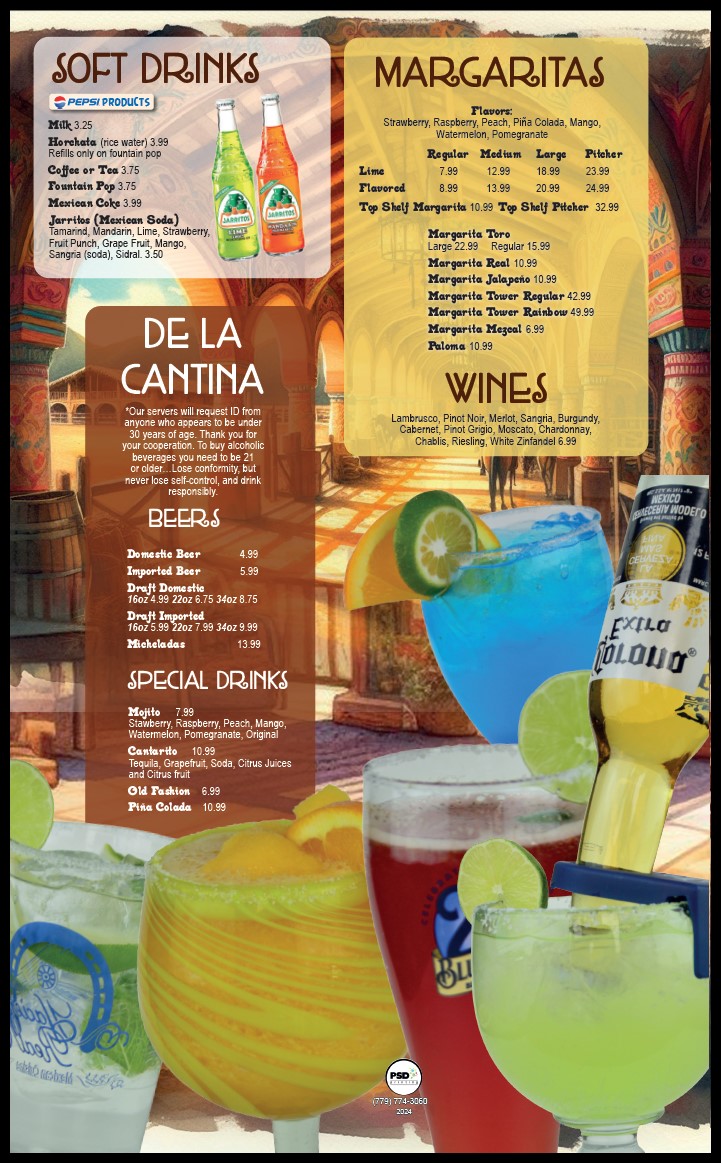 SOFT DRINKS
PEPSI PRODUCTS
Milk 3.25
Horchata (rice water) 3.99
Refills only on fountain pop
Coffee or Tea 3.75
Fountain Pop 3.75
Mexican Coke 3.99
Jarritos (Mexican Soda)
Tamarind, Mandarin, Lime, Strawberry,
Fruit Punch, Grape Fruit, Mango,
Sangria (soda), Sidral. 3.50
JARRITOS
LIME
JARRITOS
MANDARIN
MARGARITAS
Flavors:
Strawberry, Raspberry, Peach, Piña Colada, Mango,
Watermelon, Pomegranate
Regular Medium Large Pitcher
Lime 7.99 12.99 18.99 23.99
Flavored 8.99 13.99 20.99 24.99
Top Shelf Margarita 10.99 Top Shelf Pitcher 32.99
Margarita Toro
Large 22.99 Regular 15.99
Margarita Real 10.99
Margarita Jalapeño 10.99
Margarita Tower Regular 42.99
Margarita Tower Rainbow 49.99
Margarita Mezcal 6.99
Paloma 10.99
WINES
Lambrusco, Pinot Noir, Merlot, Sangria, Burgundy,
Cabernet, Pinot Grigio, Moscato, Chardonnay,
Chablis, Riesling, White Zinfandel 6.99
DE LA
CANTINA
*Our servers will request ID from
anyone who appears to be under
30 years of age. Thank you for
your cooperation. To buy alcoholic
beverages you need to be 21
or older...Lose conformity, but
never lose self-control, and drink
responsibly.
BEERS
Domestic Beer 4.99
Imported Beer 5.99
Draft Domestic
16oz 4.99 22oz 6.75 34oz 8.75
Draft Imported
16oz 5.99 22oz 7.99 34oz 9.99
Micheladas 13.99
SPECIAL DRINKS
Mojito 7.99
Stawberry, Raspberry, Peach, Mango,
Watermelon, Pomegranate, Original
Cantarito 10.99
Tequila, Grapefruit, Soda, Citrus Juices
and Citrus fruit
Old Fashion 6.99
Piña Colada 10.99
MEXICO
CERVECERIA MODELO
LA
CERVEZA
MAS
FINA
Extra
Corona®
PSD
(779) 774-3060
2024